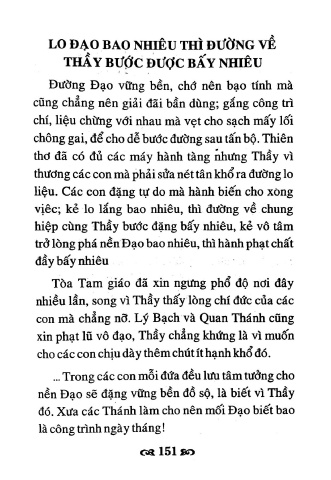 LO ĐẠO BAO NHIÊU THÌ ĐƯỜNG VỀ
THẦY BƯỚC ĐƯỢC BẤY NHIÊU
Đường Đạo vững bền, chớ nên bạo tính mà
cũng chẳng nên giải đãi bần dùng; gắng công trì
chí, liệu chừng với nhau mà vẹt cho sạch mấy lối
chông gai, để cho dễ bước đường sau tấn bộ. Thiên
thơ đã có đủ các máy hành tàng nhưng Thầy vì
thương các con mà phải sửa nét tân khổ ra đường lo
liệu. Các con đặng tự do mà hành biến cho xong
việc; kẻ lo lắng bao nhiêu, thì đường về chung
hiệp cùng Thầy bước đặng bấy nhiêu, kẻ vô tâm
trở lòng phá nền Đạo bao nhiêu, thì hành phạt chất
đầy bấy nhiêu
Tòa Tam giáo đã xin ngưng phổ độ nơi đây
nhiều lần, song vì Thầy thấy lòng chí đức của các
con mà chẳng nỡ. Lý Bạch và Quan Thánh cũng
xin phạt lũ vô đạo, Thầy chẳng khứng là vì muốn
cho các con chịu dày thêm chút ít hạnh khổ đó.
... Trong các con mỗi đứa đều lưu tâm tưởng cho
nền Đạo sẽ đặng vững bền đồ sộ, là biết vì Thầy
đó. Xưa các Thánh làm cho nên mối Đạo biết bao
là công trình ngày tháng!
151